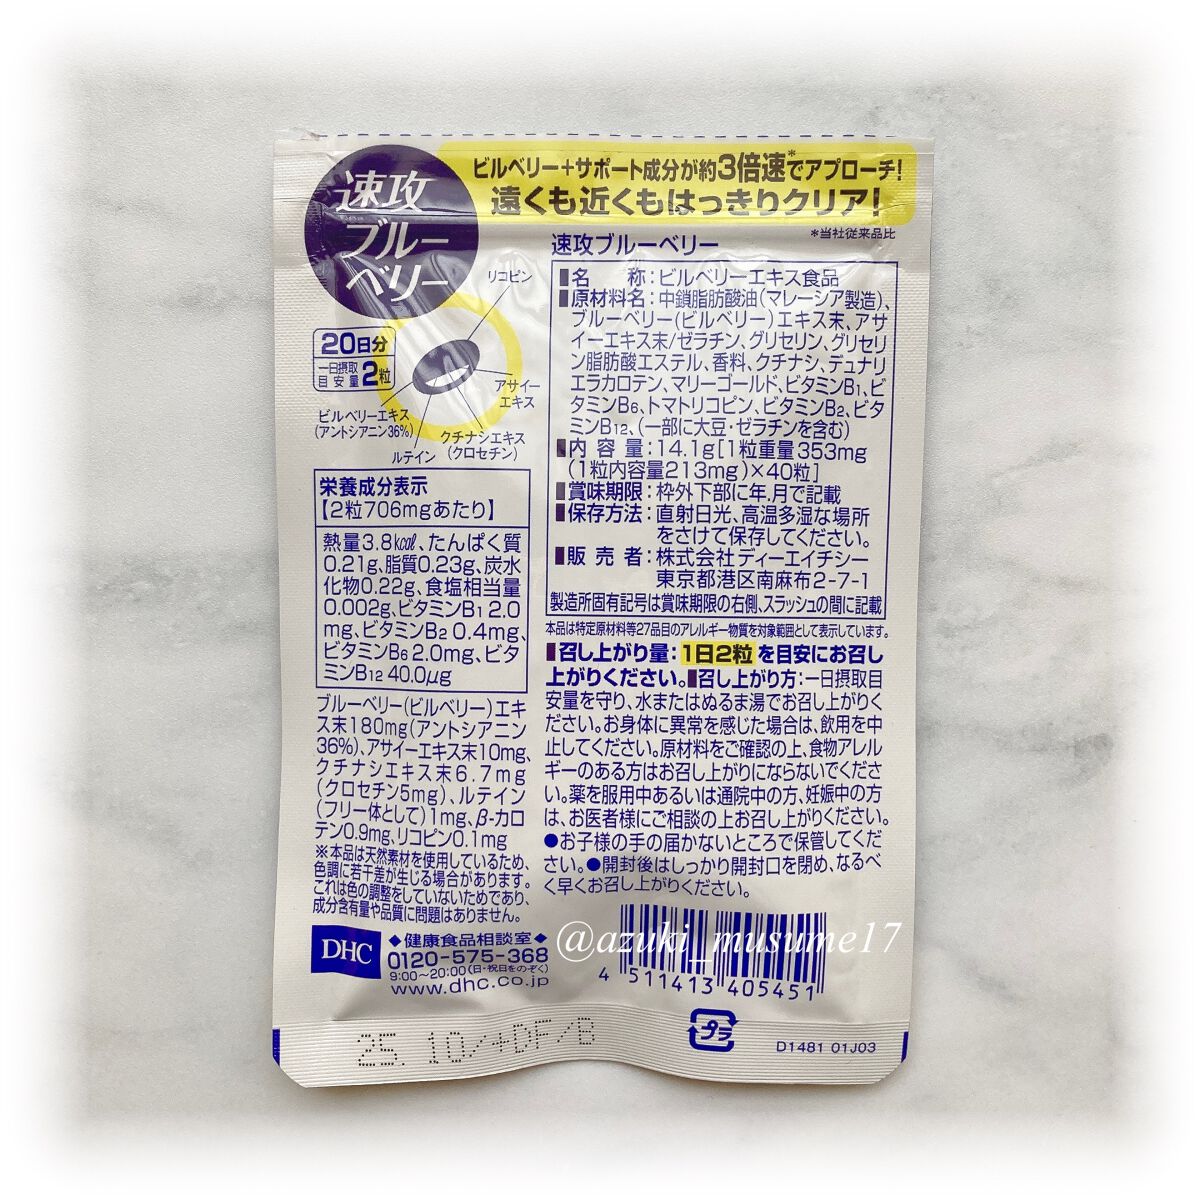 速攻
ブルー
ベリー
ビルベリー+サポート成分が約3倍速*でアプローチ!
遠くも近くもはっきりクリア!
*当社従来品比
20日分
一日摂取
目安量 2粒
リコピン
アサイー
エキス
ビルベリーエキス
(アントシアニン36%)
クチナシエキス
(クロセチン)
ルテイン
栄養成分表示
【2粒706mgあたり】
熱量3.8kcal、たんぱく質
0.21g、脂質0.23g、炭水
化物0.22g、食塩相当量
0.002g、ビタミンB1 2.0
mg、ビタミンB2 0.4mg、
ビタミンB6 2.0mg、ビタ
ミンB12 40.0μg
ブルーベリー(ビルベリー)エキ
ス末180mg(アントシアニン
36%)、アサイーエキス末10mg、
クチナシエキス末6.7mg
(クロセチン5mg)、ルテイン
(フリー体として)1mg、β-カロ
テン0.9mg、リコピン0.1mg
※本品は天然素材を使用しているため、
色調に若干差が生じる場合があります。
これは色の調整をしていないためであり、
成分含有量や品質に問題はありません。
DHC
◆健康食品相談室◆
0120-575-368
9:00~20:00(日・祝日をのぞく)
www.dhc.co.jp
速攻ブルーベリー
■名 称:ビルベリーエキス食品
■原材料名:中鎖脂肪酸油(マレーシア製造)、
ブルーベリー(ビルベリー)エキス末、アサ
イーエキス末/ゼラチン、グリセリン、グリセリ
ン脂肪酸エステル、香料、クチナシ、デュナリ
エラカロテン、マリーゴールド、ビタミンB1、ビ
タミンB6、トマトリコピン、ビタミンB2、ビタ
ミンB12、(一部に大豆・ゼラチンを含む)
■内容量:14.1g[1粒重量353mg
(1粒内容量213mg)×40粒]
■賞味期限:枠外下部に年.月で記載
■保存方法:直射日光、高温多湿な場所
をさけて保存してください。
■販売者:株式会社ディーエイチシー
東京都港区南麻布2-7-1
製造所固有記号は賞味期限の右側、スラッシュの間に記載
本品は特定原材料等27品目のアレルギー物質を対象範囲として表示しています。
■召し上がり量:1日2粒を目安にお召し
上がりください。■召し上がり方:一日摂取目
安量を守り、水またはぬるま湯でお召し上がりく
ださい。お身体に異常を感じた場合は、飲用を中
止してください。原材料をご確認の上、食物アレル
ギーのある方はお召し上がりにならないでくださ
い。薬を服用中あるいは通院中の方、妊娠中の方
は、お医者様にご相談の上お召し上がりください。
●お子様の手の届かないところで保管してくだ
さい。●開封後はしっかり開封口を閉め、なるべ
く早くお召し上がりください。
@azuki_musume17
4 511413 405451
25.10/+DF/B
プラ
D1481 01J03